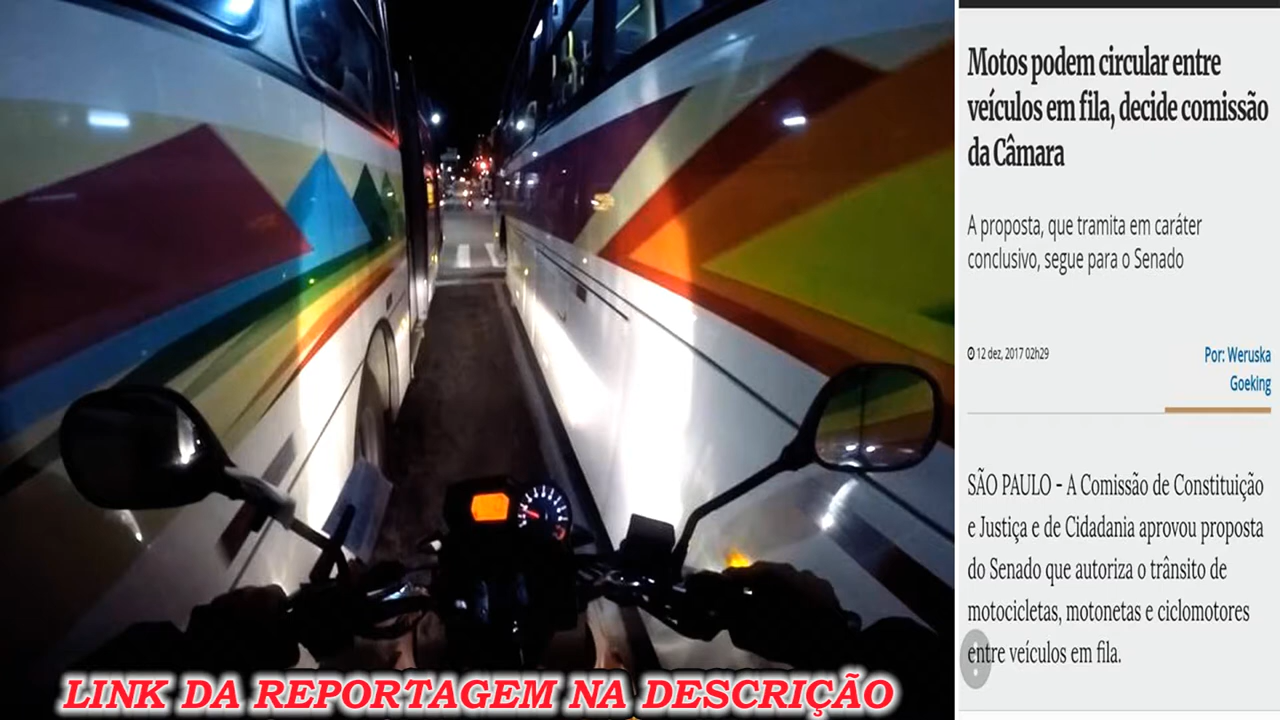 Motos podem circular entre
veículos em fila, decide comissão
da Câmara
A proposta, que tramita em caráter
conclusivo, segue para o Senado
12 dez, 2017 02h29
Por: Weruska
Goeking
SÃO PAULO - A Comissão de Constituição
e Justiça e de Cidadania aprovou proposta
do Senado que autoriza o trânsito de
motocicletas, motonetas e ciclomotores
entre veículos em fila.
LINK DA REPORTAGEM NA DESCRIÇÃO